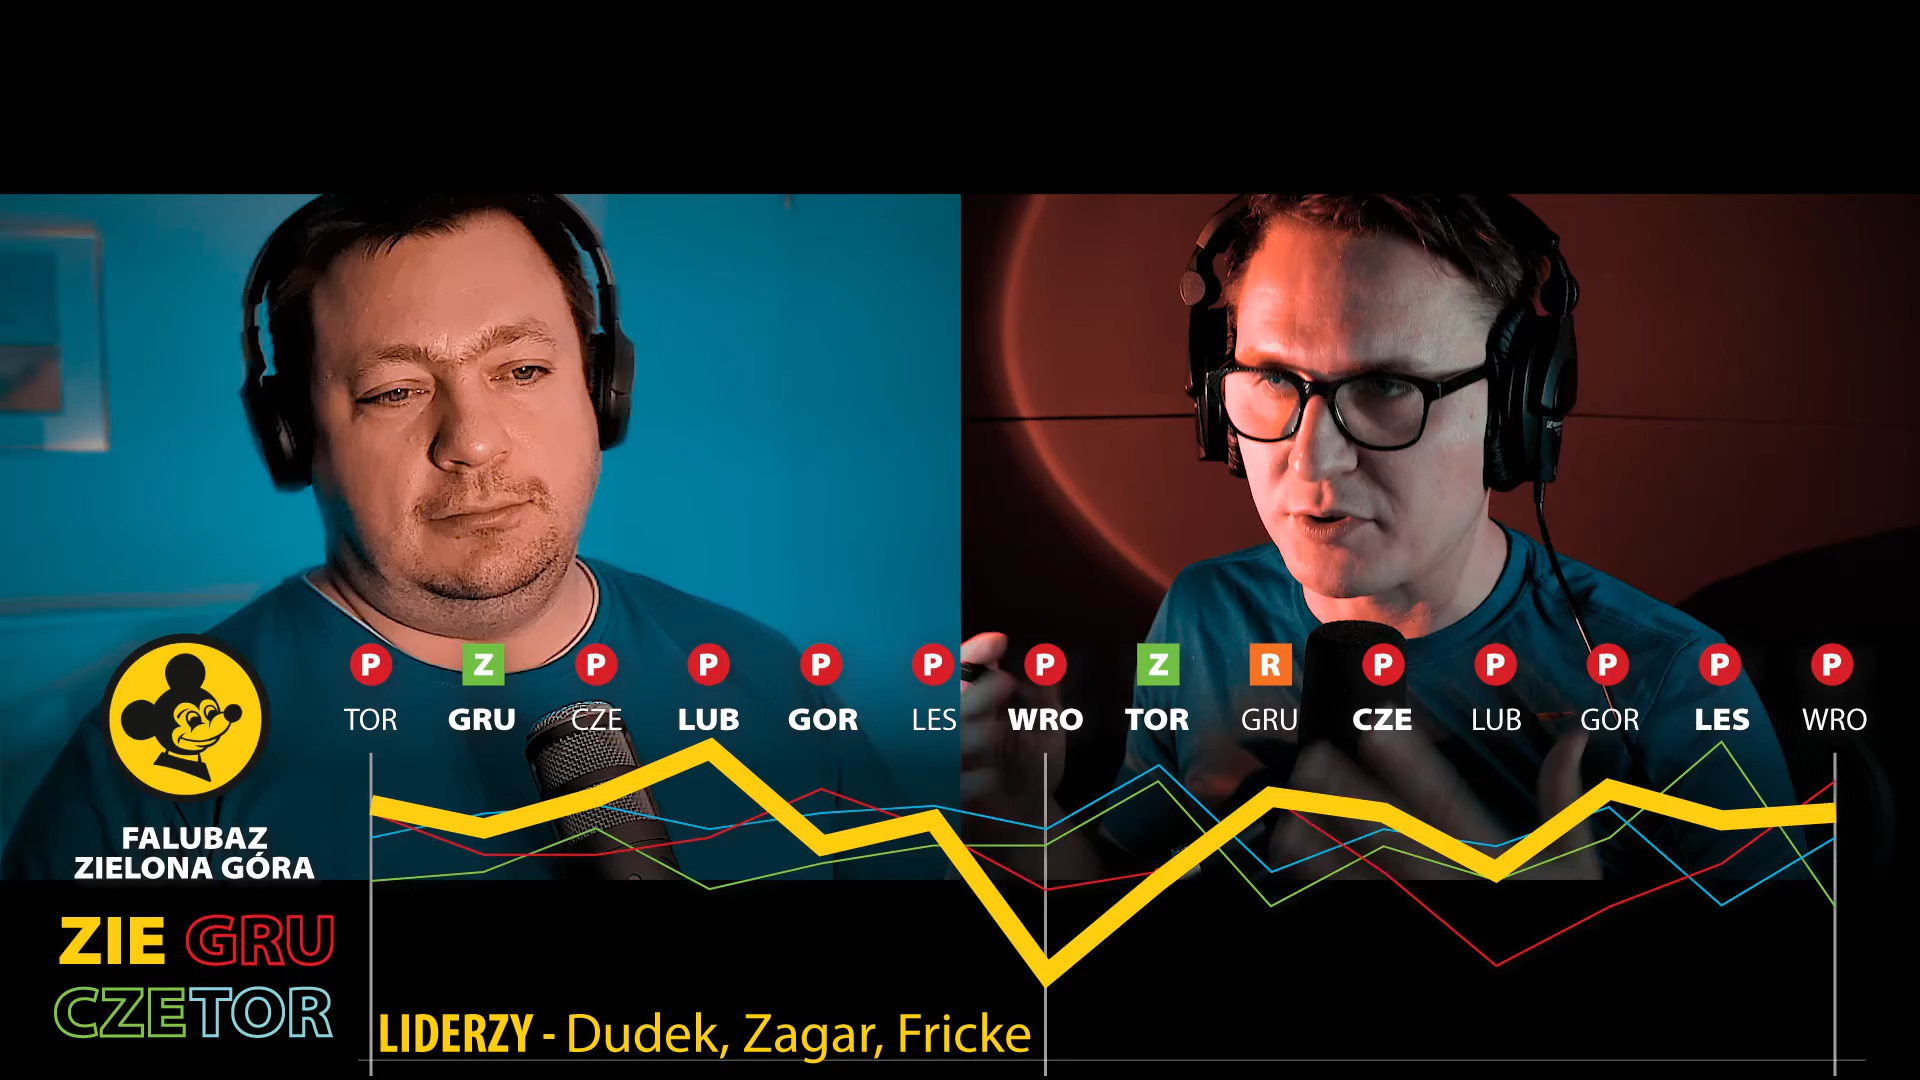 P Z P P P P P Z R P P P P P
TOR GRU CZE LUB GOR LES WRO TOR GRU CZE LUB GOR LES WRO
FALUBAZ
ZIELONA GÓRA
ZIE GRU
CZETOR
LIDERZY - Dudek, Zagar, Fricke